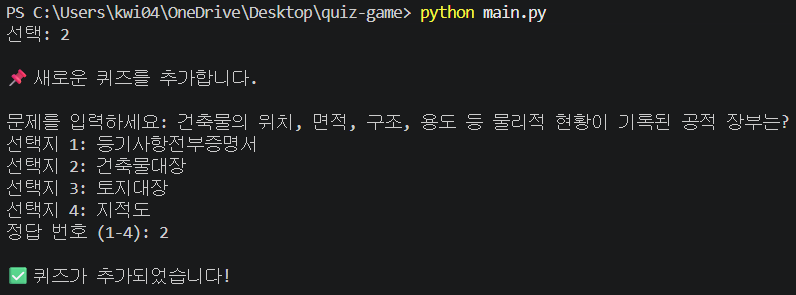 PS C:\Users\kwi04\OneDrive\Desktop\quiz-game> python main.py
선택: 2
📌 새로운 퀴즈를 추가합니다.
문제를 입력하세요: 건축물의 위치, 면적, 구조, 용도 등 물리적 현황이 기록된 공적 장부는?
선택지 1: 등기사항전부증명서
선택지 2: 건축물대장
선택지 3: 토지대장
선택지 4: 지적도
정답 번호 (1-4): 2
✅ 퀴즈가 추가되었습니다!